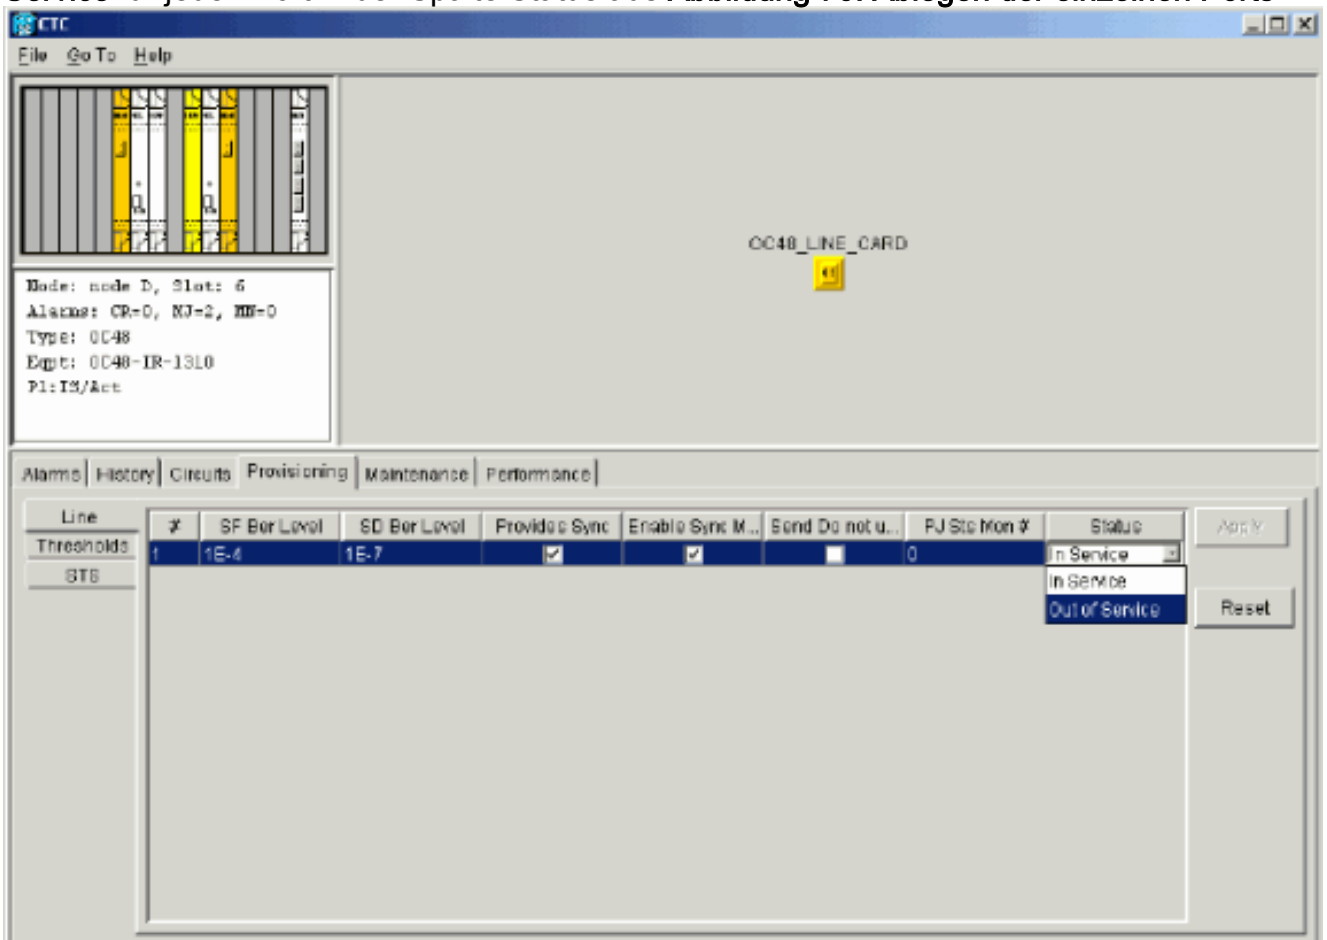 CTC
File Go To Help
OC48_LINE_CARD
Node: node D, Slot: 6
Alarms: CR=0, MJ=2, MN=0
Type: OC48
Eqpt: OC48-IR-1310
P1:IS/Act
Alarms History Circuits Provisioning Maintenance Performance
Line
Thresholds
STS
# SF Ber Level SD Ber Level Provides Sync Enable Sync M... Send Do not u... PJ Sts Mon # Status
1 1E-4 1E-7 0 In Service
In Service
Out of Service
Apply
Reset